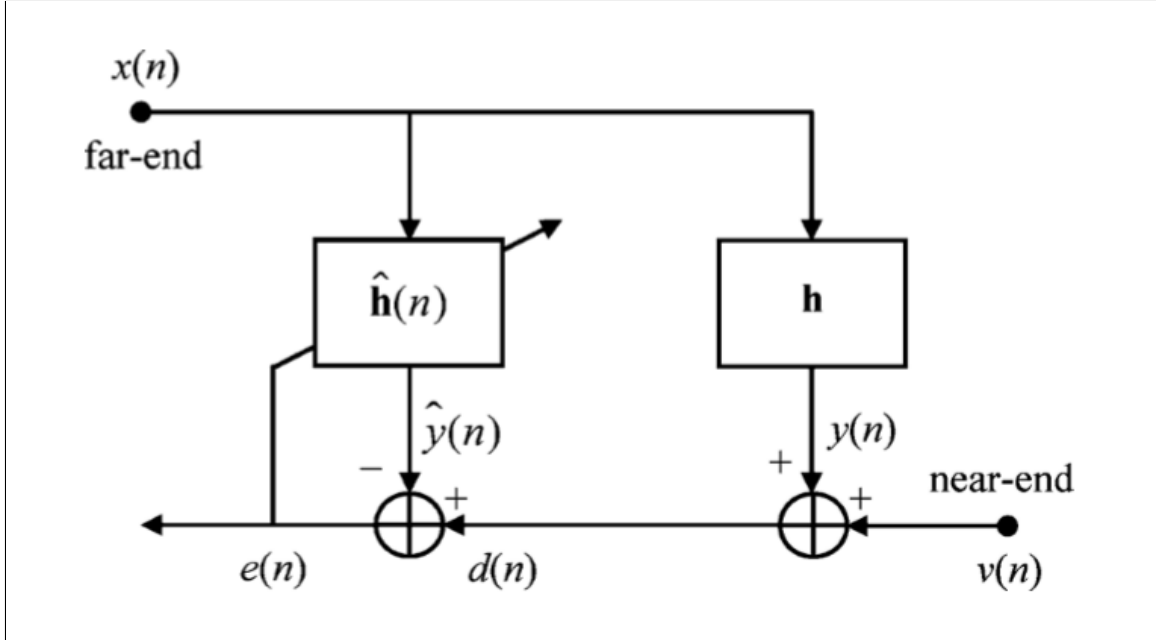 x(n)
far-end
ĥ(n)
h
ŷ(n)
y(n)
−
+
+
+
near-end
e(n)
d(n)
v(n)